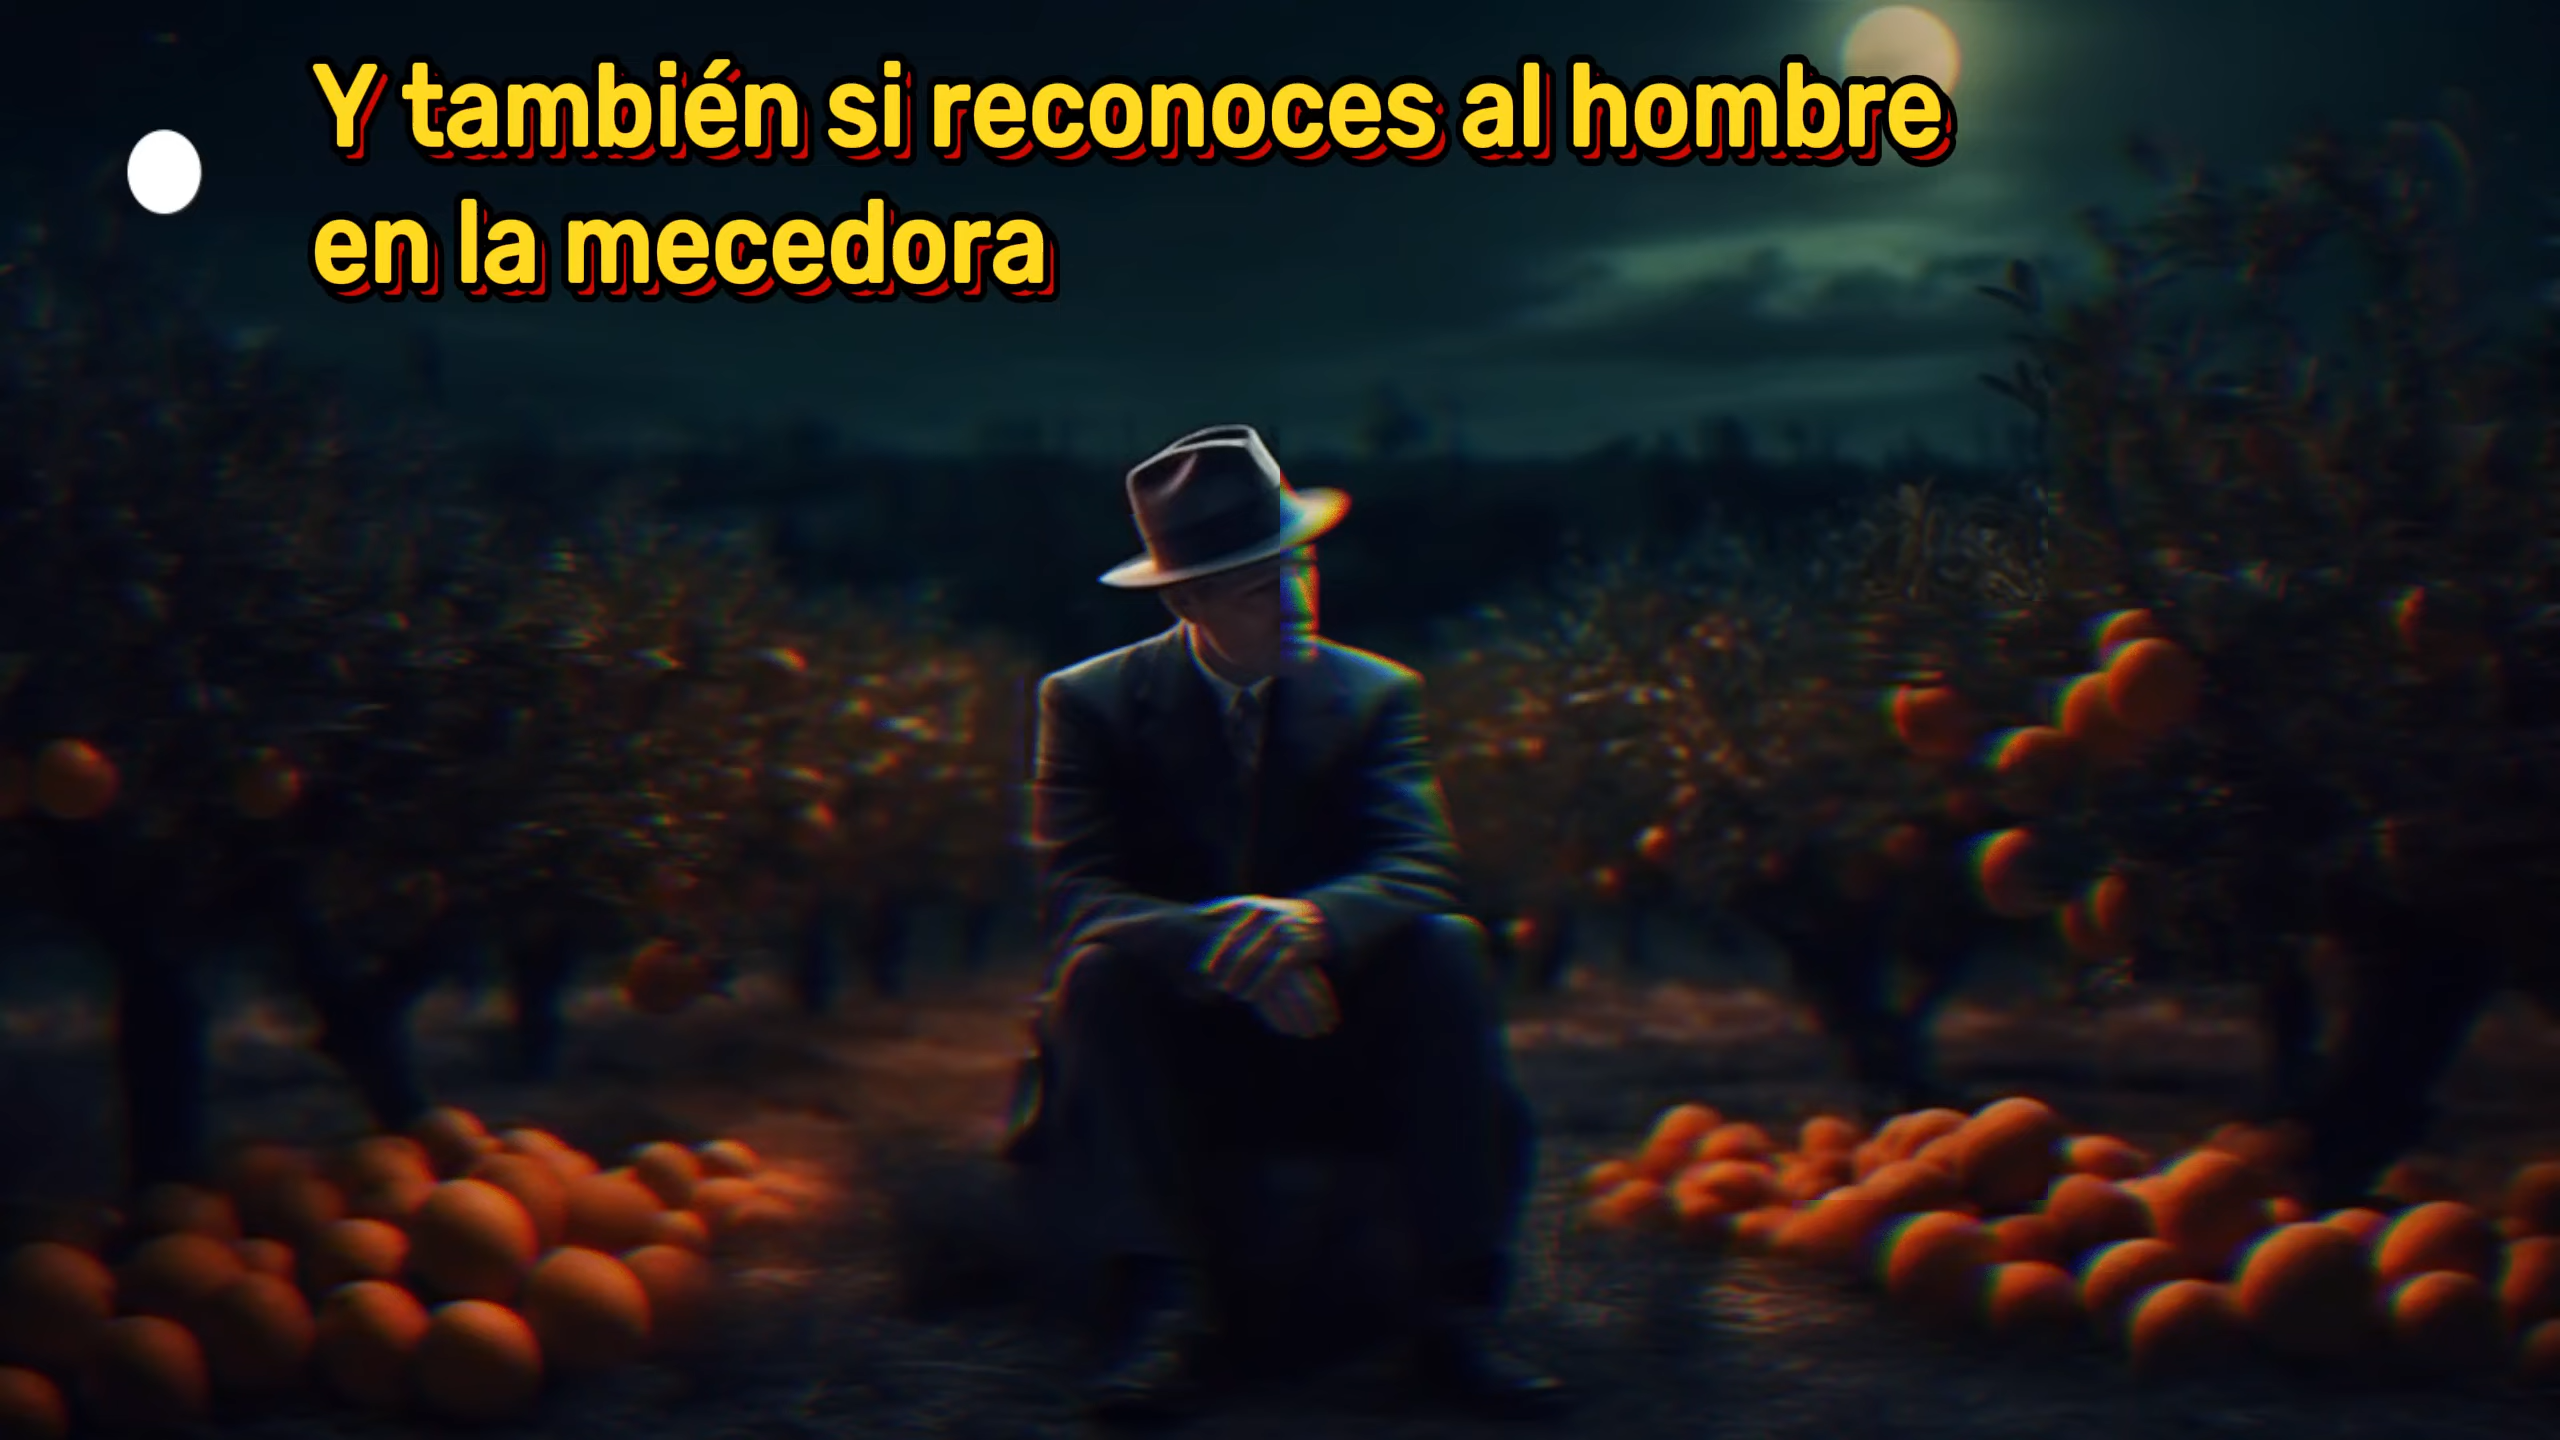 Y también si reconoces al hombre
en la mecedora